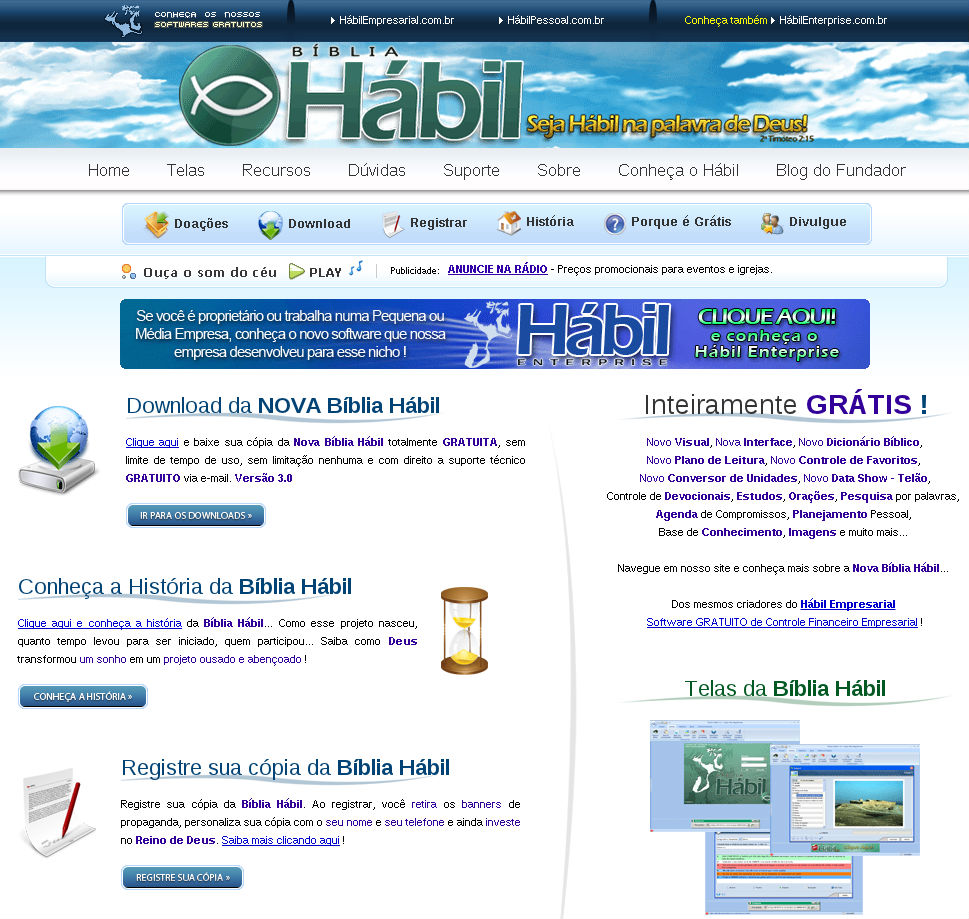 CONHEÇA OS NOSSOS
SOFTWARES GRATUITOS
HábilEmpresarial.com.br
HábilPessoal.com.br
Conheça também HábilEnterprise.com.br
BÍBLIA
Hábil
Seja Hábil na palavra de Deus!
2ª Timóteo 2:15
Home Telas Recursos Dúvidas Suporte Sobre Conheça o Hábil Blog do Fundador
Doações Download Registrar História Porque é Grátis Divulgue
Ouça o som do céu PLAY Publicidade: ANUNCIE NA RÁDIO - Preços promocionais para eventos e igrejas.
Se você é proprietário ou trabalha numa Pequena ou
Média Empresa, conheça o novo software que nossa
empresa desenvolveu para esse nicho !
Hábil
ENTERPRISE
CLIQUE AQUI!
e conheça o
Hábil Enterprise
Download da NOVA Bíblia Hábil
Clique aqui e baixe sua cópia da Nova Bíblia Hábil totalmente GRATUITA, sem
limite de tempo de uso, sem limitação nenhuma e com direito a suporte técnico
GRATUITO via e-mail. Versão 3.0
IR PARA OS DOWNLOADS »
Conheça a História da Bíblia Hábil
Clique aqui e conheça a história da Bíblia Hábil... Como esse projeto nasceu,
quanto tempo levou para ser iniciado, quem participou... Saiba como Deus
transformou um sonho em um projeto ousado e abençoado !
CONHEÇA A HISTÓRIA »
Registre sua cópia da Bíblia Hábil
Registre sua cópia da Bíblia Hábil. Ao registrar, você retira os banners de
propaganda, personaliza sua cópia com o seu nome e seu telefone e ainda investe
no Reino de Deus. Saiba mais clicando aqui !
REGISTRE SUA CÓPIA »
Inteiramente GRÁTIS !
Novo Visual, Nova Interface, Novo Dicionário Bíblico,
Novo Plano de Leitura, Novo Controle de Favoritos,
Novo Conversor de Unidades, Novo Data Show - Telão,
Controle de Devocionais, Estudos, Orações, Pesquisa por palavras,
Agenda de Compromissos, Planejamento Pessoal,
Base de Conhecimento, Imagens e muito mais...
Navegue em nosso site e conheça mais sobre a Nova Bíblia Hábil...
Dos mesmos criadores do Hábil Empresarial
Software GRATUITO de Controle Financeiro Empresarial !
Telas da Bíblia Hábil
Hábil